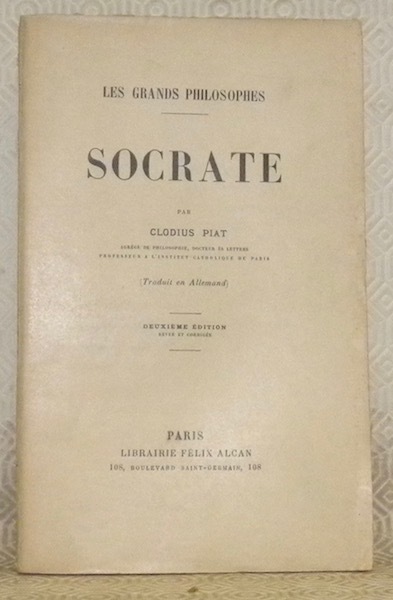 LES GRANDS PHILOSOPHES
SOCRATE
PAR
CLODIUS PIAT
AGRÉGÉ DE PHILOSOPHIE, DOCTEUR ÈS LETTRES
PROFESSEUR A L'INSTITUT CATHOLIQUE DE PARIS
(Traduit en Allemand)
DEUXIÈME ÉDITION
REVUE ET CORRIGÉE
PARIS
LIBRAIRIE FÉLIX ALCAN
108, BOULEVARD SAINT-GERMAIN, 108